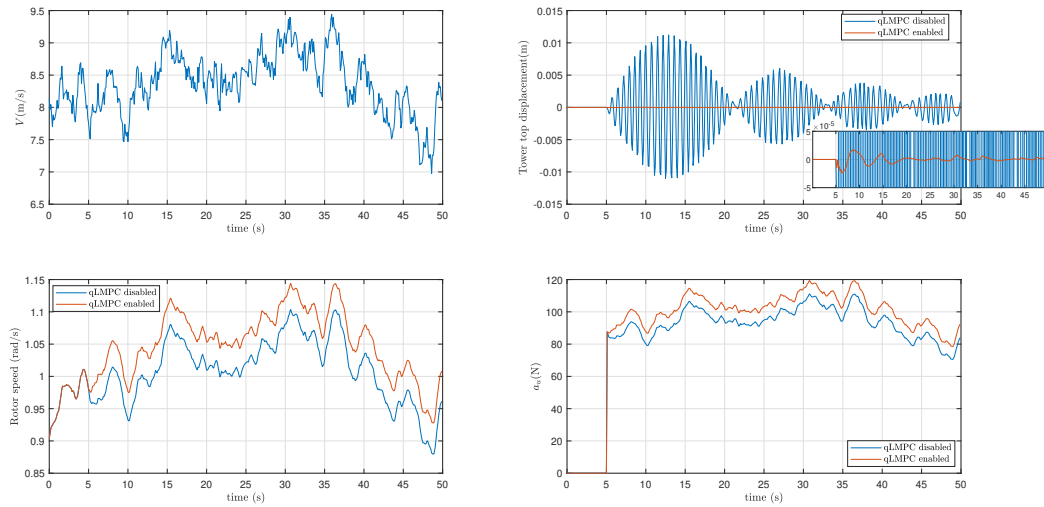 9.5
9
8.5
8
7.5
7
6.5
V(m/s)
0 5 10 15 20 25 30 35 40 45 50
time (s)
0.015
0.01
0.005
0
-0.005
-0.01
-0.015
Tower top displacement(m)
qLMPC disabled
qLMPC enabled
×10^-5
5
0
-5
5 10 15 20 25 30 35 40 45
0 5 10 15 20 25 30 35 40 45 50
time (s)
1.15
1.1
1.05
1
0.95
0.9
0.85
Rotor speed (rad/s)
qLMPC disabled
qLMPC enabled
0 5 10 15 20 25 30 35 40 45 50
time (s)
120
100
80
60
40
20
0
qLMPC disabled
qLMPC enabled
0 5 10 15 20 25 30 35 40 45 50
time (s)